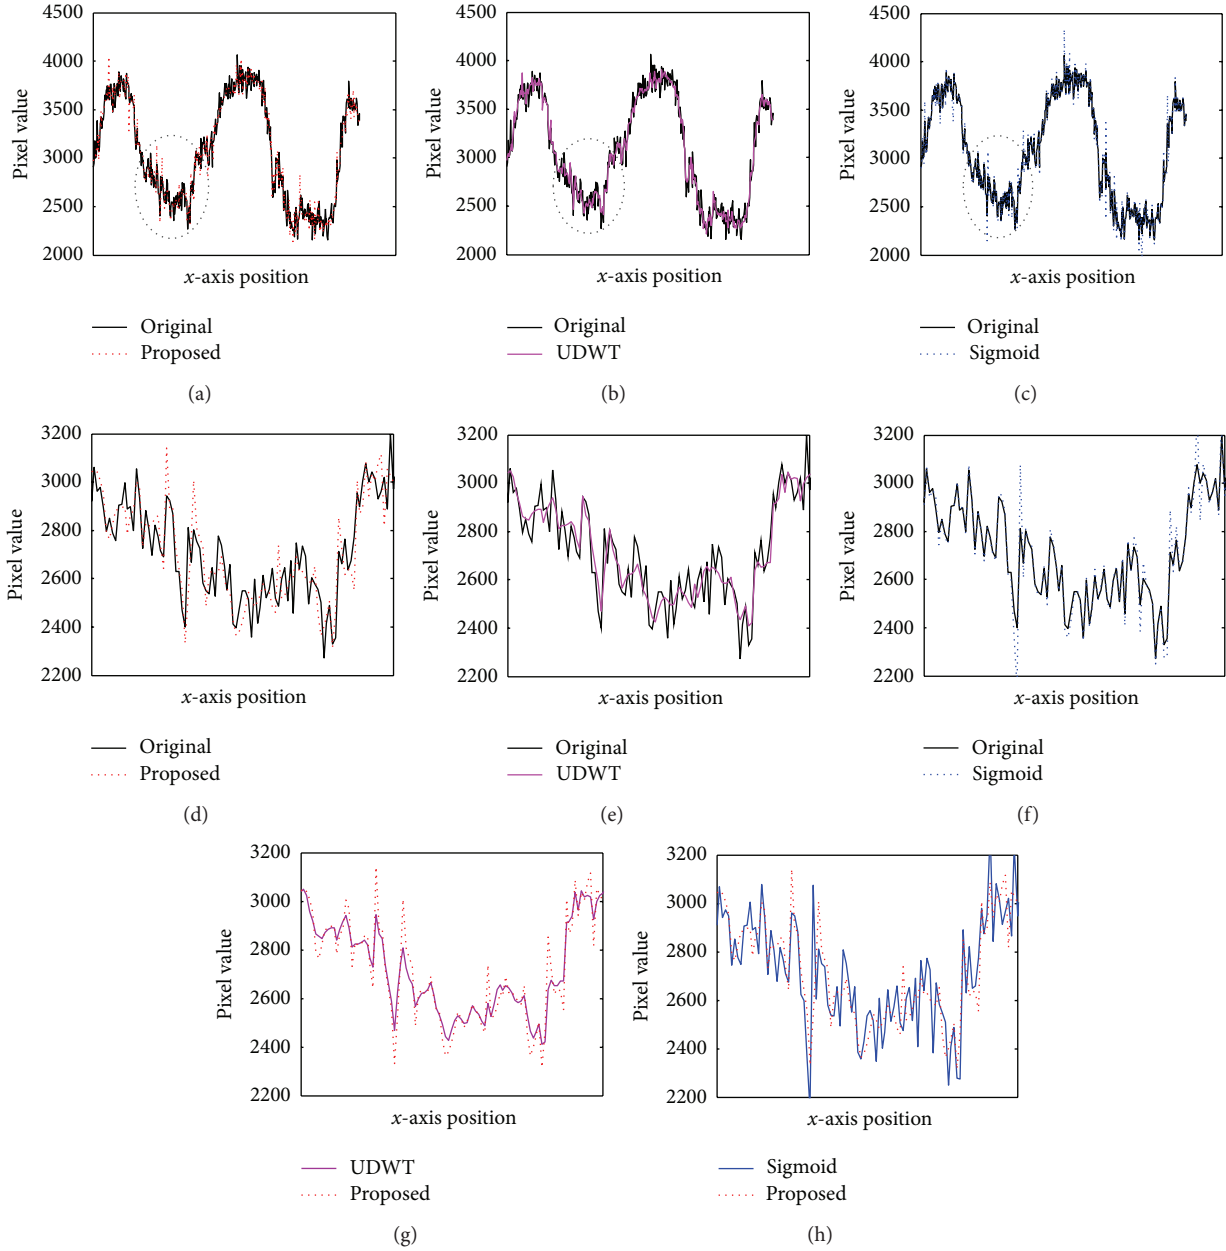 4500
4000
3500
3000
2500
2000
Pixel value
x-axis position
Original
Proposed
(a)
4500
4000
3500
3000
2500
2000
Pixel value
x-axis position
Original
UDWT
(b)
4500
4000
3500
3000
2500
2000
Pixel value
x-axis position
Original
Sigmoid
(c)
3200
3000
2800
2600
2400
2200
Pixel value
x-axis position
Original
Proposed
(d)
3200
3000
2800
2600
2400
2200
Pixel value
x-axis position
Original
UDWT
(e)
3200
3000
2800
2600
2400
2200
Pixel value
x-axis position
Original
Sigmoid
(f)
3200
3000
2800
2600
2400
2200
Pixel value
x-axis position
UDWT
Proposed
(g)
3200
3000
2800
2600
2400
2200
Pixel value
x-axis position
Sigmoid
Proposed
(h)